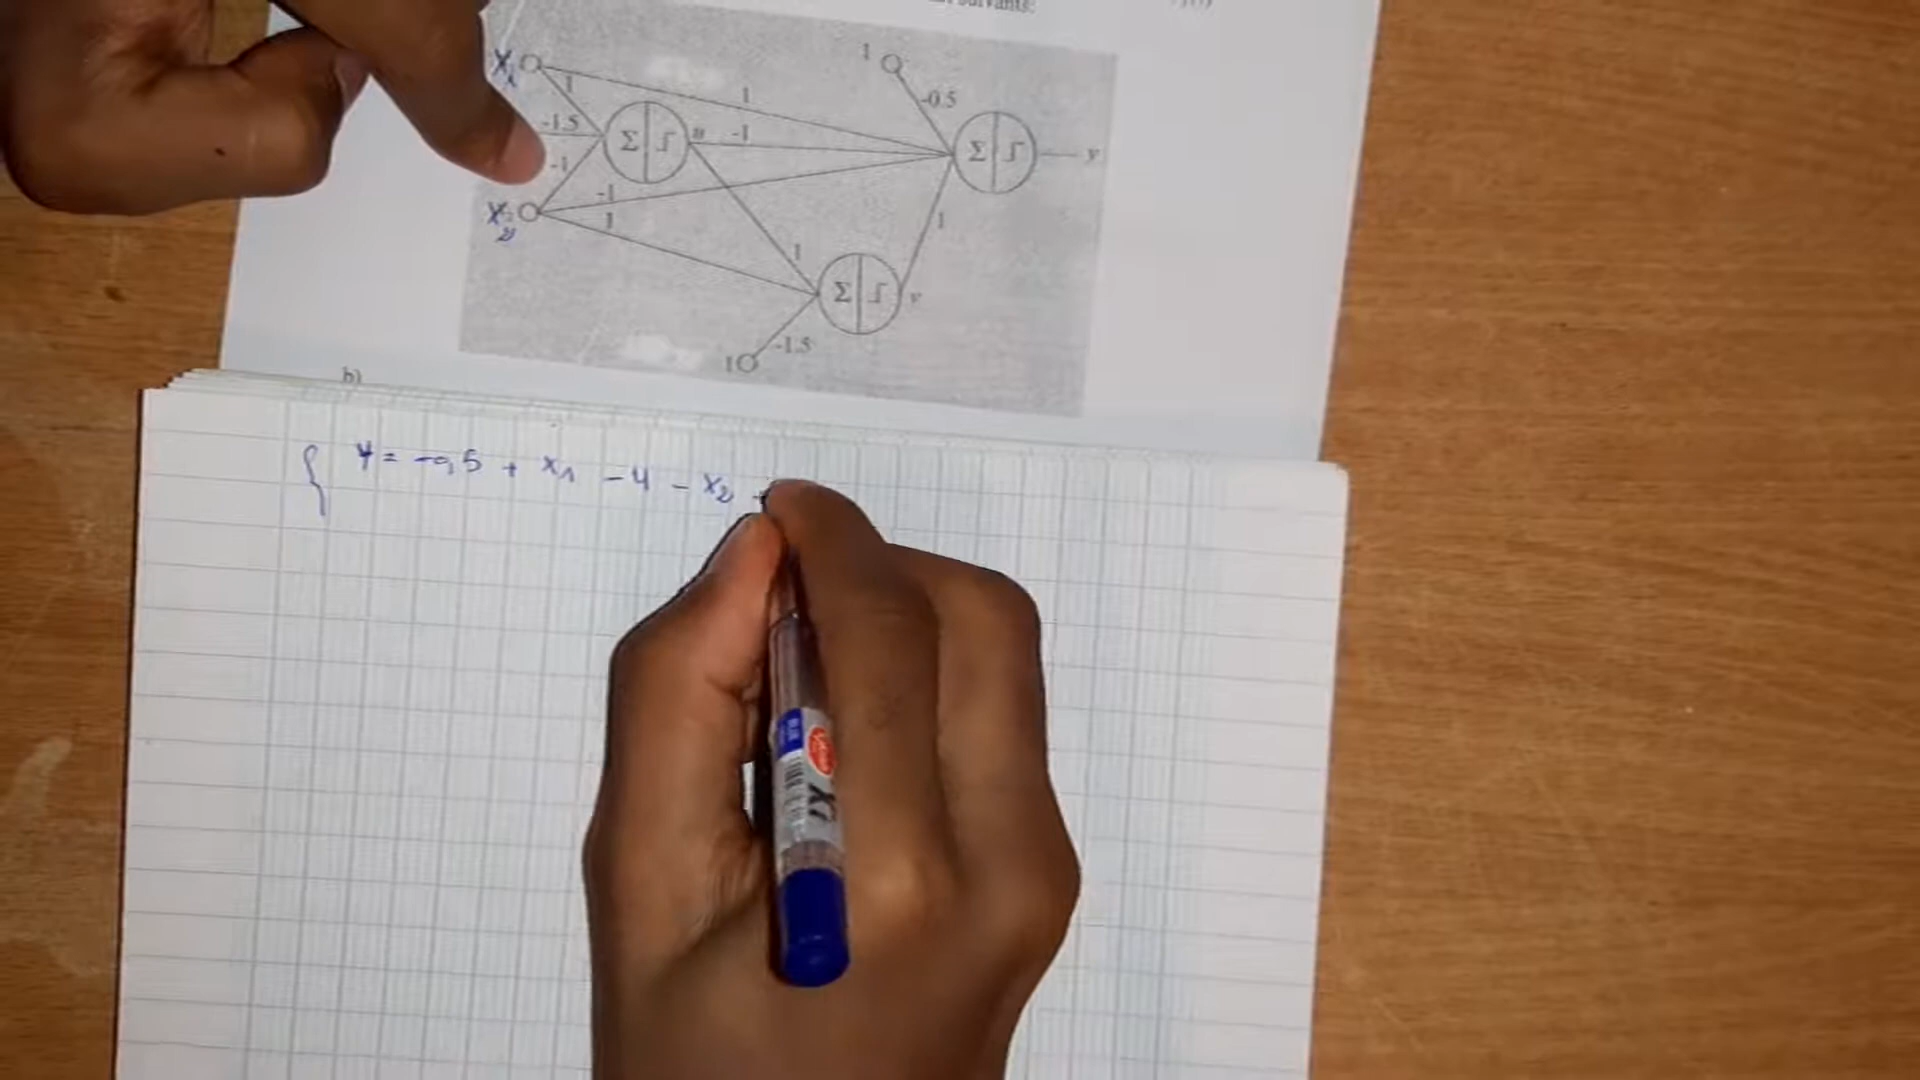 suivants:
X1 1 1 1 -0.5
-1.5 Σ u -1 Σ y
-1
X2 -1 1 1 1
Σ v
1 -1.5
b)
{ y = -0,5 + x1 - u - x2 +